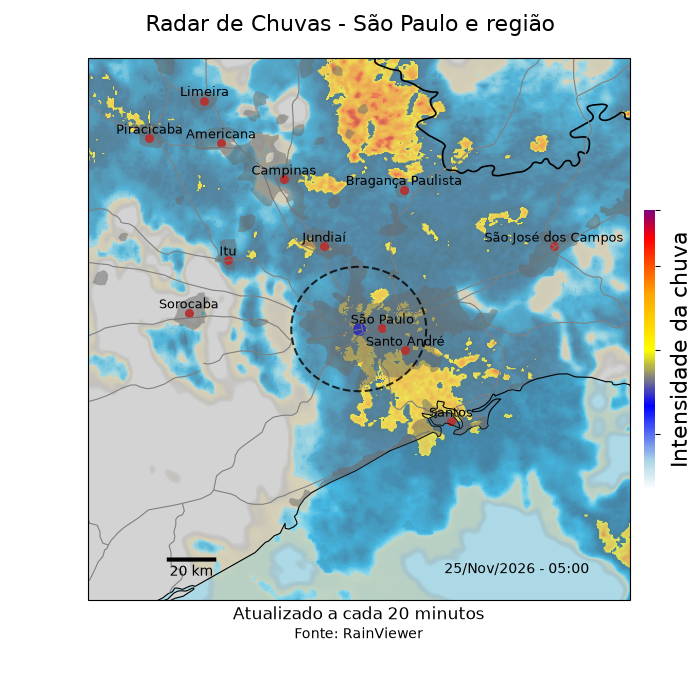 Radar de Chuvas - São Paulo e região
Limeira
Piracicaba
Americana
Campinas
Bragança Paulista
Itu
Jundiaí
São José dos Campos
Sorocaba
São Paulo
Santo André
Santos
Intensidade da chuva
20 km
25/Nov/2026 - 05:00
Atualizado a cada 20 minutos
Fonte: RainViewer